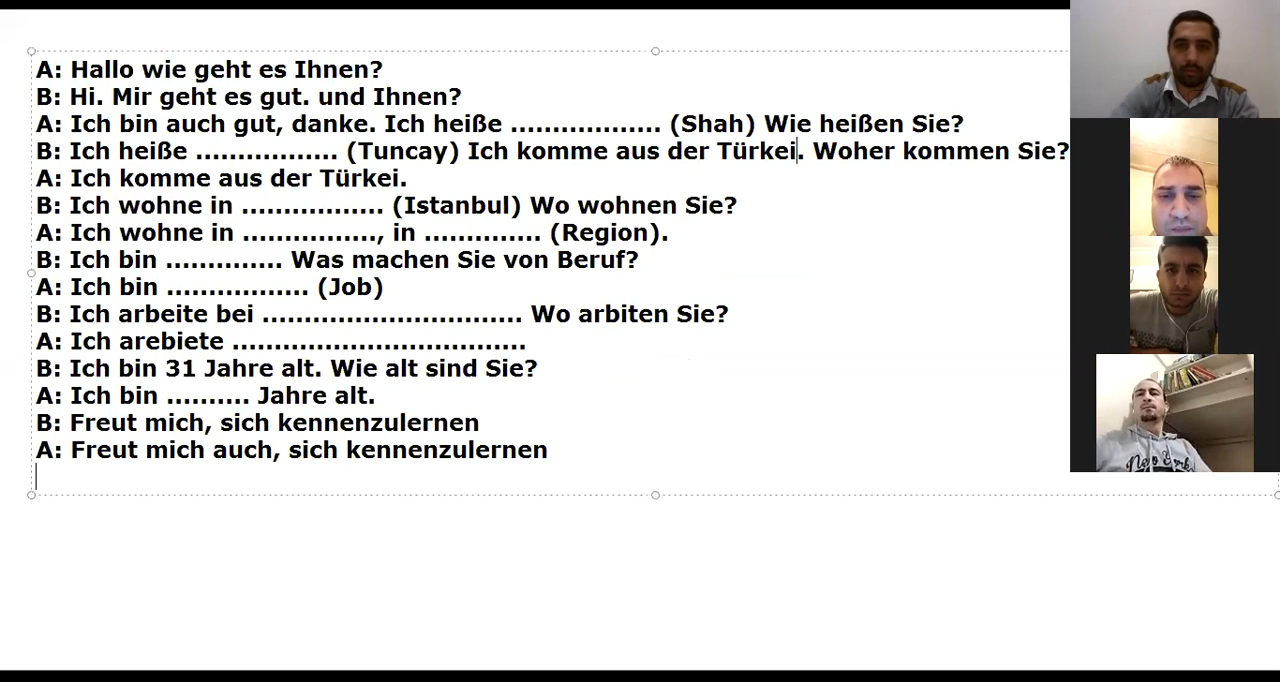 A: Hallo wie geht es Ihnen?
B: Hi. Mir geht es gut. und Ihnen?
A: Ich bin auch gut, danke. Ich heiße .................. (Shah) Wie heißen Sie?
B: Ich heiße ................. (Tuncay) Ich komme aus der Türkei. Woher kommen Sie?
A: Ich komme aus der Türkei.
B: Ich wohne in ................. (Istanbul) Wo wohnen Sie?
A: Ich wohne in ................, in .............. (Region).
B: Ich bin .............. Was machen Sie von Beruf?
A: Ich bin ................. (Job)
B: Ich arbeite bei ............................... Wo arbiten Sie?
A: Ich arebiete ...................................
B: Ich bin 31 Jahre alt. Wie alt sind Sie?
A: Ich bin .......... Jahre alt.
B: Freut mich, sich kennenzulernen
A: Freut mich auch, sich kennenzulernen
New York